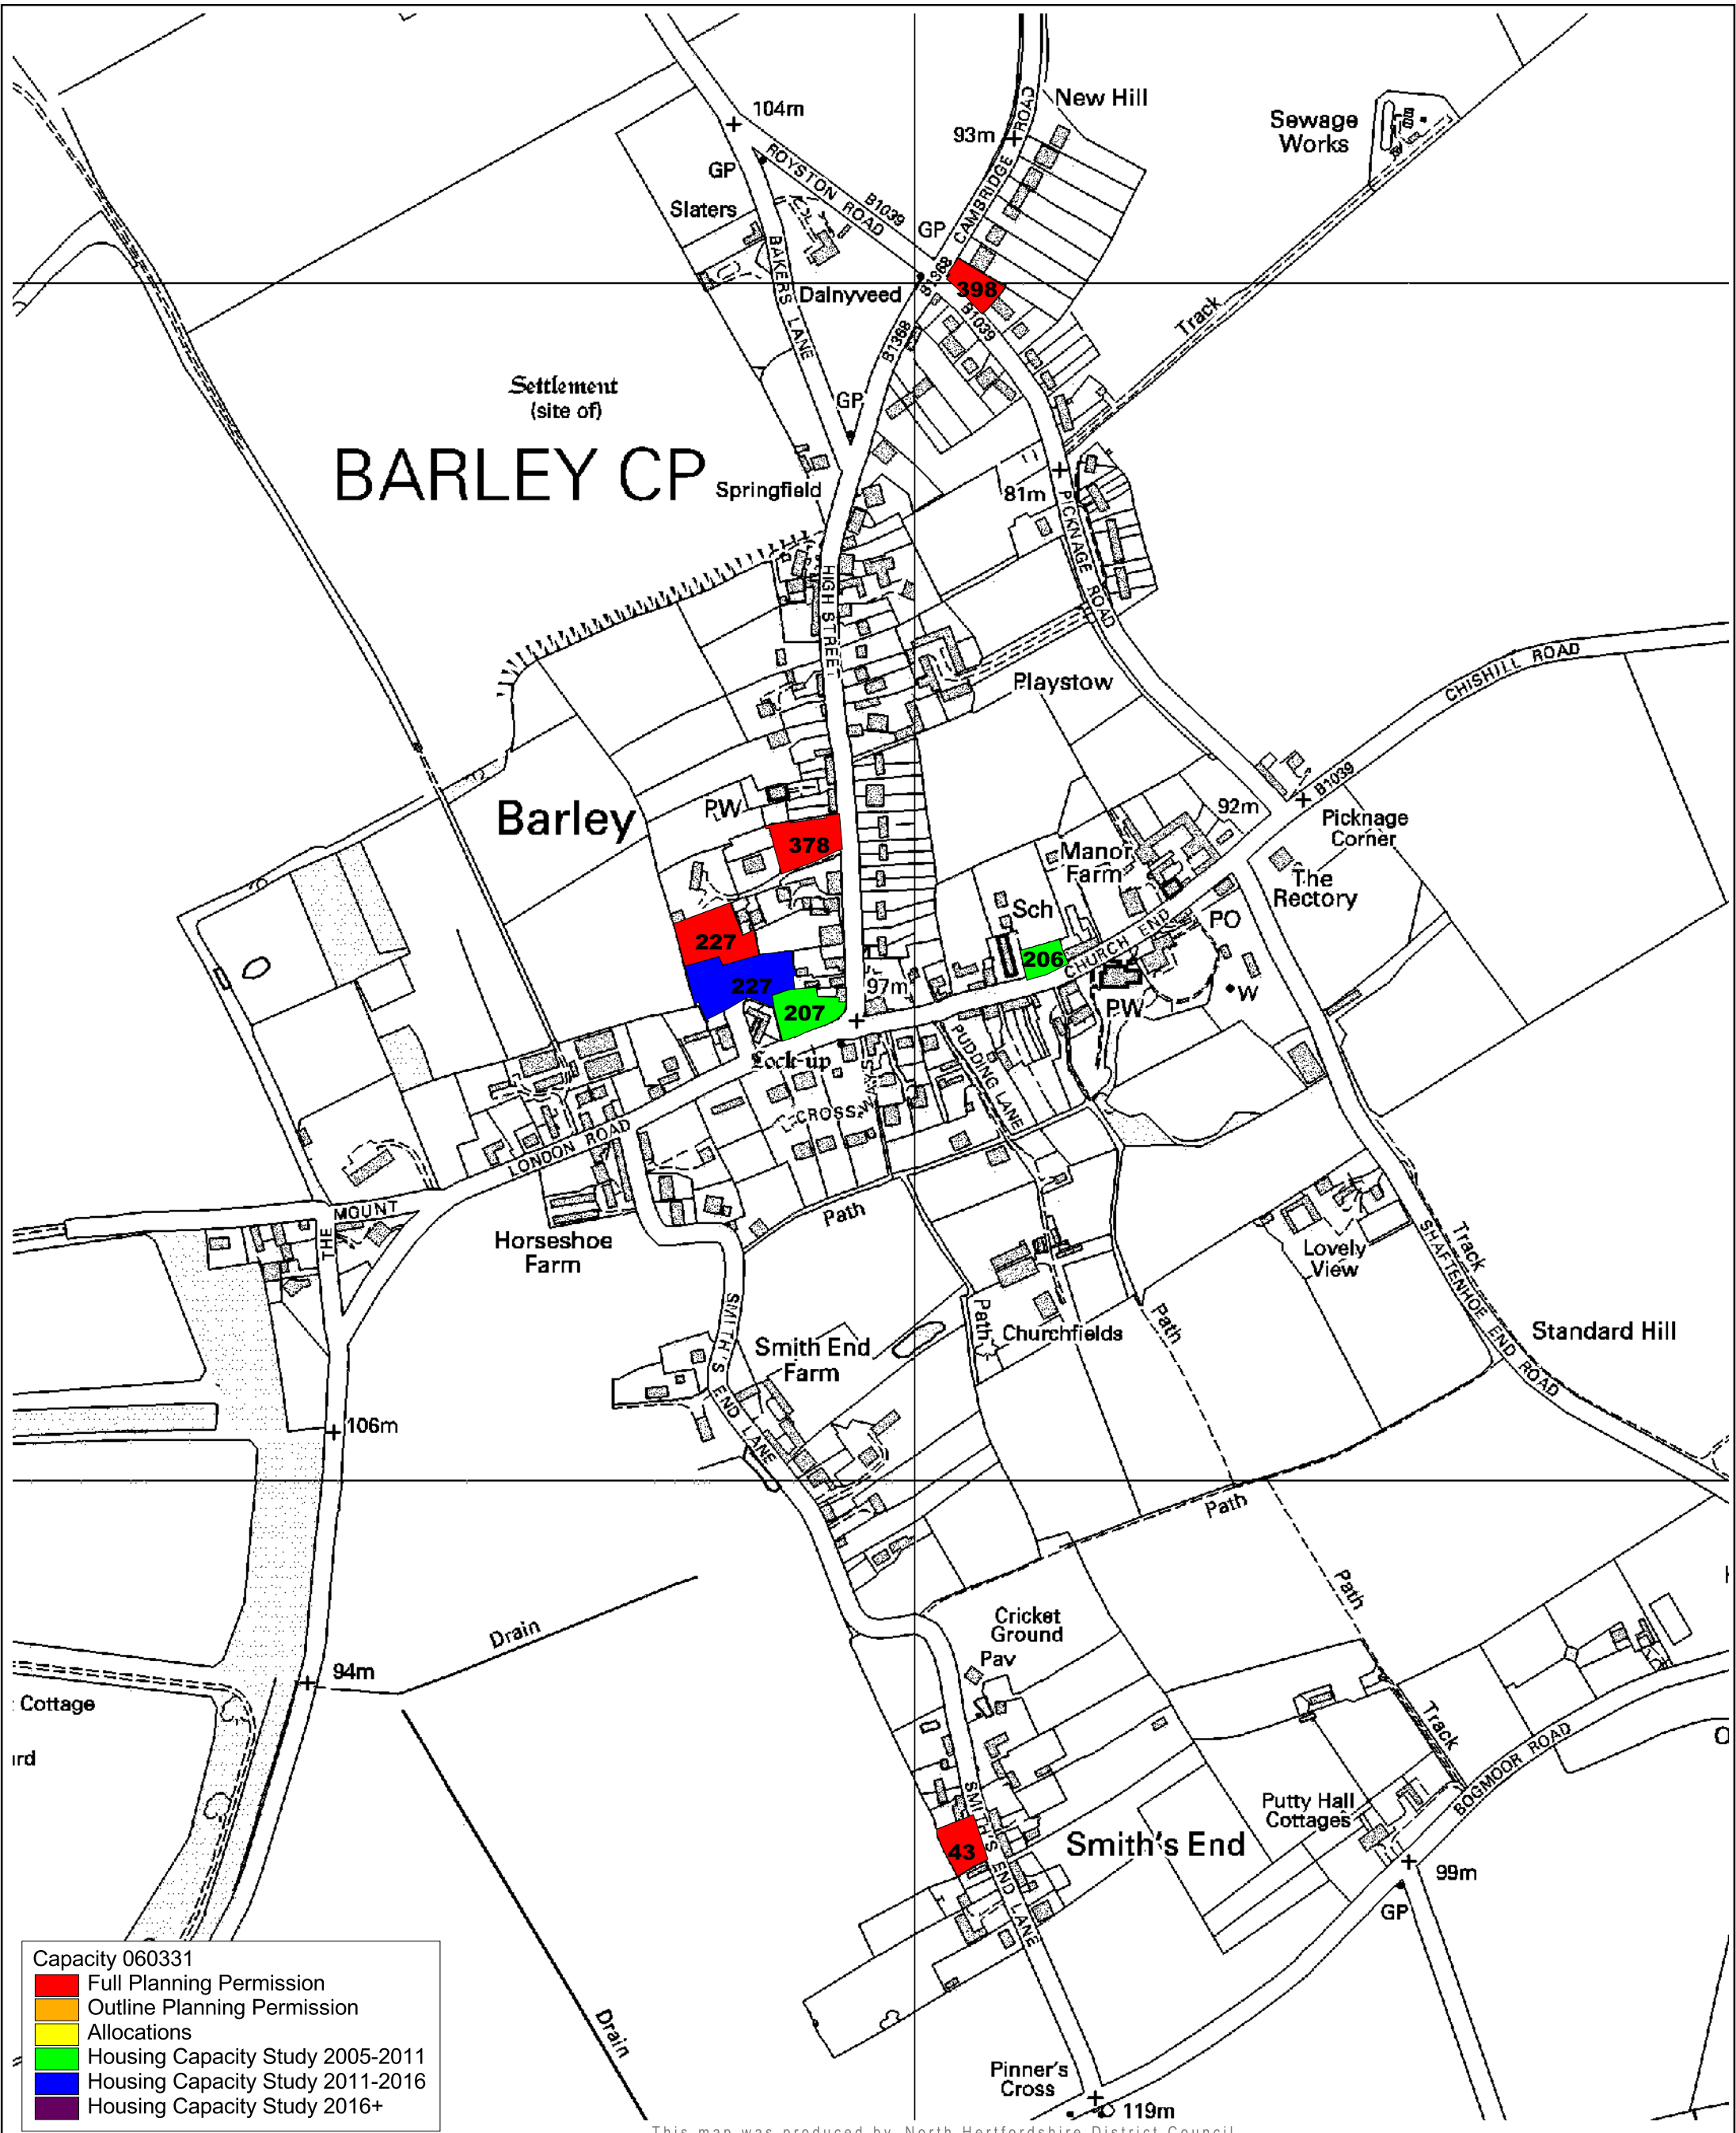 104m
New Hill
93m
ROAD
Sewage
Works
GP
ROYSTON ROAD
B1039
Slaters
GP
CAMBRIDGE
BAKERS LANE
Dalnyveed
B1368
398
B1039
B1368
Track
Settlement
(site of)
GP
BARLEY CP
Springfield
81m
PICKNAGE ROAD
HIGH STREET
Playstow
CHISHILL ROAD
B1039
Barley
PW
92m
Picknage
Corner
378
Manor
Farm
The
Rectory
Sch
PO
227
CHURCH END
206
227
97m
W
207
PW
Lock-up
PUDDING LANE
CROSSWAYS
LONDON ROAD
THE MOUNT
Path
Horseshoe
Farm
Lovely
View
Track
SHAFTENHOE END ROAD
SMITH'S END LANE
Path
Churchfields
Path
Standard Hill
Smith End
Farm
106m
Path
Path
Drain
Cricket
Ground
Pav
94m
Cottage
ird
Track
BOGMOOR ROAD
SMITH'S END LANE
Putty Hall
Cottages
43
Smith's End
99m
GP
Capacity 060331
Full Planning Permission
Outline Planning Permission
Allocations
Housing Capacity Study 2005-2011
Housing Capacity Study 2011-2016
Housing Capacity Study 2016+
Drain
Pinner's
Cross
119m
This map was produced by North Hertfordshire District Council